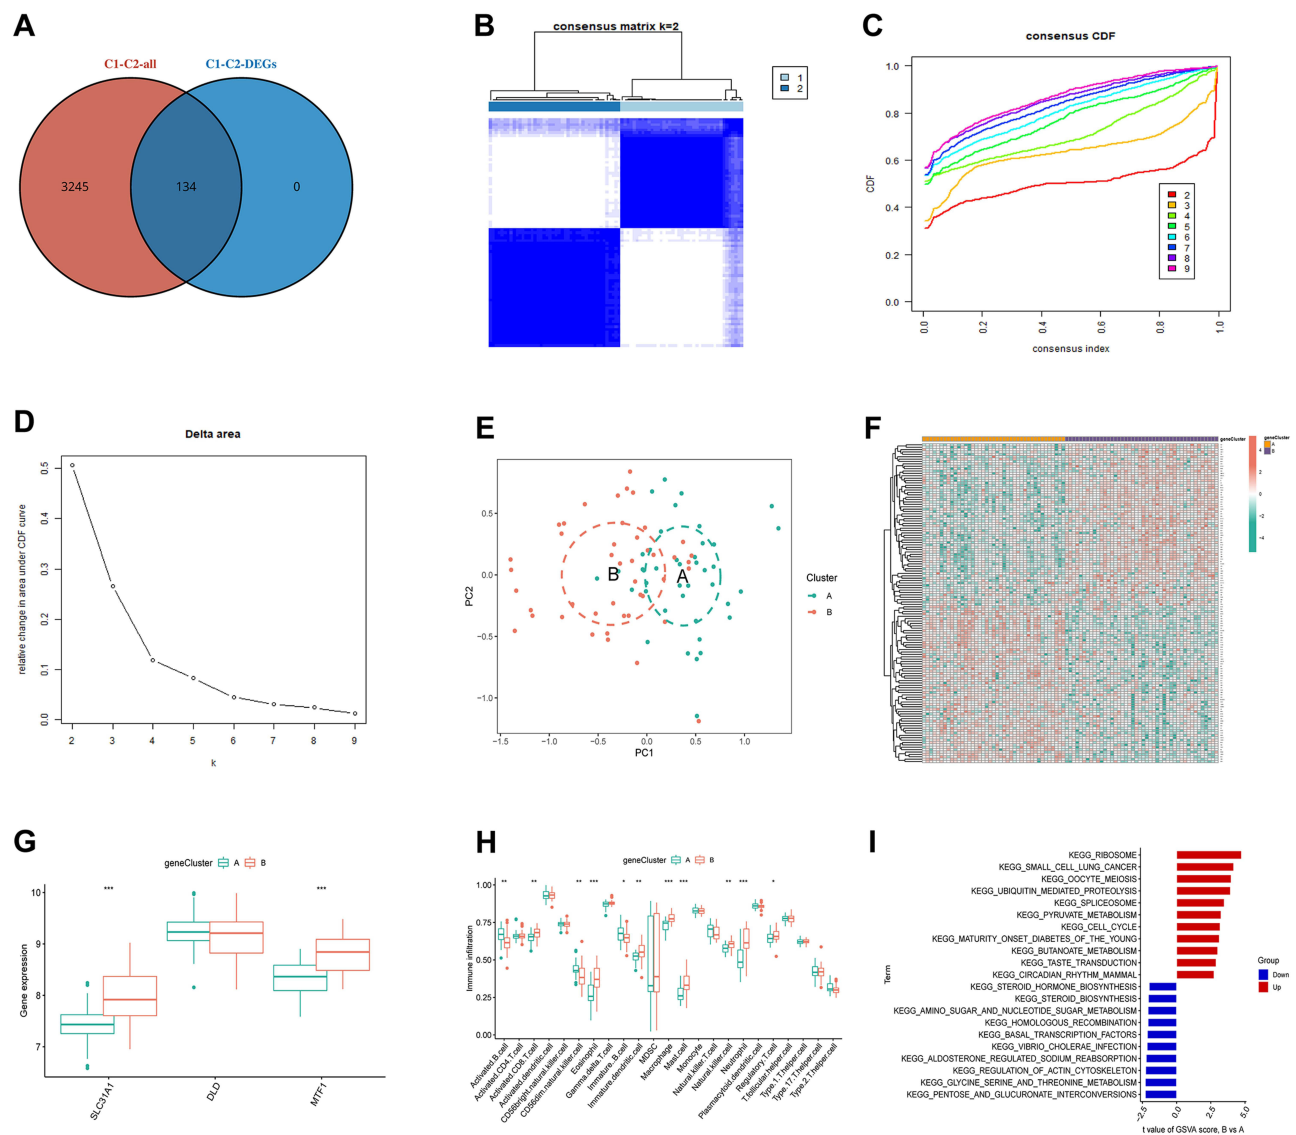 A
C1-C2-all
C1-C2-DEGs
3245
134
0
B
consensus matrix k=2
1
2
C
consensus CDF
CDF
1.0
0.8
0.6
0.4
0.2
0.0
2
3
4
5
6
7
8
9
0.0
0.2
0.4
0.6
0.8
1.0
consensus index
D
Delta area
relative change in area under CDF curve
0.5
0.4
0.3
0.2
0.1
0.0
2
3
4
5
6
7
8
9
k
E
PC2
0.5
0.0
−0.5
−1.0
B
A
Cluster
A
B
−1.5
−1.0
−0.5
0.0
0.5
1.0
PC1
F
geneCluster
geneCluster
A
B
4
2
0
−2
−4
G
geneCluster A B
Gene expression
10
9
8
7
***
***
SLC31A1
DLD
MTF1
H
geneCluster A B
Immune infiltration
1.00
0.75
0.50
0.25
0.00
** ** ** *** * ** *** *** ** *** *
Activated.B.cell
Activated.CD4.T.cell
Activated.CD8.T.cell
Activated.dendritic.cell
CD56bright.natural.killer.cell
CD56dim.natural.killer.cell
Eosinophil
Gamma.delta.T.cell
Immature..B.cell
Immature.dendritic.cell
MDSC
Macrophage
Mast.cell
Monocyte
Natural.killer.T.cell
Natural.killer.cell
Neutrophil
Plasmacytoid.dendritic.cell
Regulatory.T.cell
T.follicular.helper.cell
Type.1.T.helper.cell
Type.17.T.helper.cell
Type.2.T.helper.cell
I
Term
KEGG_RIBOSOME
KEGG_SMALL_CELL_LUNG_CANCER
KEGG_OOCYTE_MEIOSIS
KEGG_UBIQUITIN_MEDIATED_PROTEOLYSIS
KEGG_SPLICEOSOME
KEGG_PYRUVATE_METABOLISM
KEGG_CELL_CYCLE
KEGG_MATURITY_ONSET_DIABETES_OF_THE_YOUNG
KEGG_BUTANOATE_METABOLISM
KEGG_TASTE_TRANSDUCTION
KEGG_CIRCADIAN_RHYTHM_MAMMAL
KEGG_STEROID_HORMONE_BIOSYNTHESIS
KEGG_STEROID_BIOSYNTHESIS
KEGG_AMINO_SUGAR_AND_NUCLEOTIDE_SUGAR_METABOLISM
KEGG_HOMOLOGOUS_RECOMBINATION
KEGG_BASAL_TRANSCRIPTION_FACTORS
KEGG_VIBRIO_CHOLERAE_INFECTION
KEGG_ALDOSTERONE_REGULATED_SODIUM_REABSORPTION
KEGG_REGULATION_OF_ACTIN_CYTOSKELETON
KEGG_GLYCINE_SERINE_AND_THREONINE_METABOLISM
KEGG_PENTOSE_AND_GLUCURONATE_INTERCONVERSIONS
Group
Down
Up
−2.5
0.0
2.5
5.0
t value of GSVA score, B vs A